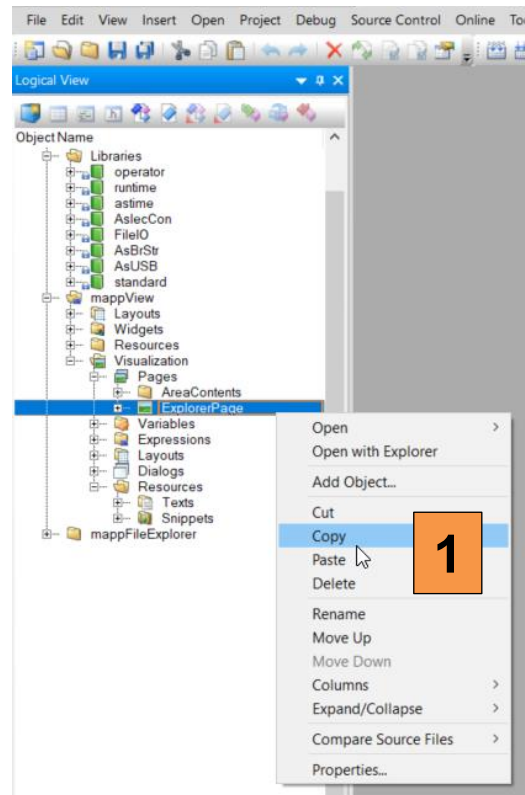 File Edit View Insert Open Project Debug Source Control Online
Logical View
Object Name
Libraries
operator
runtime
astime
AsIecCon
FileIO
AsBrStr
AsUSB
standard
mappView
Layouts
Widgets
Resources
Visualization
Pages
AreaContents
ExplorerPage
Variables
Expressions
Layouts
Dialogs
Resources
Texts
Snippets
mappFileExplorer
Open
Open with Explorer
Add Object...
Cut
Copy
Paste
Delete
Rename
Move Up
Move Down
Columns
Expand/Collapse
Compare Source Files
Properties...
1